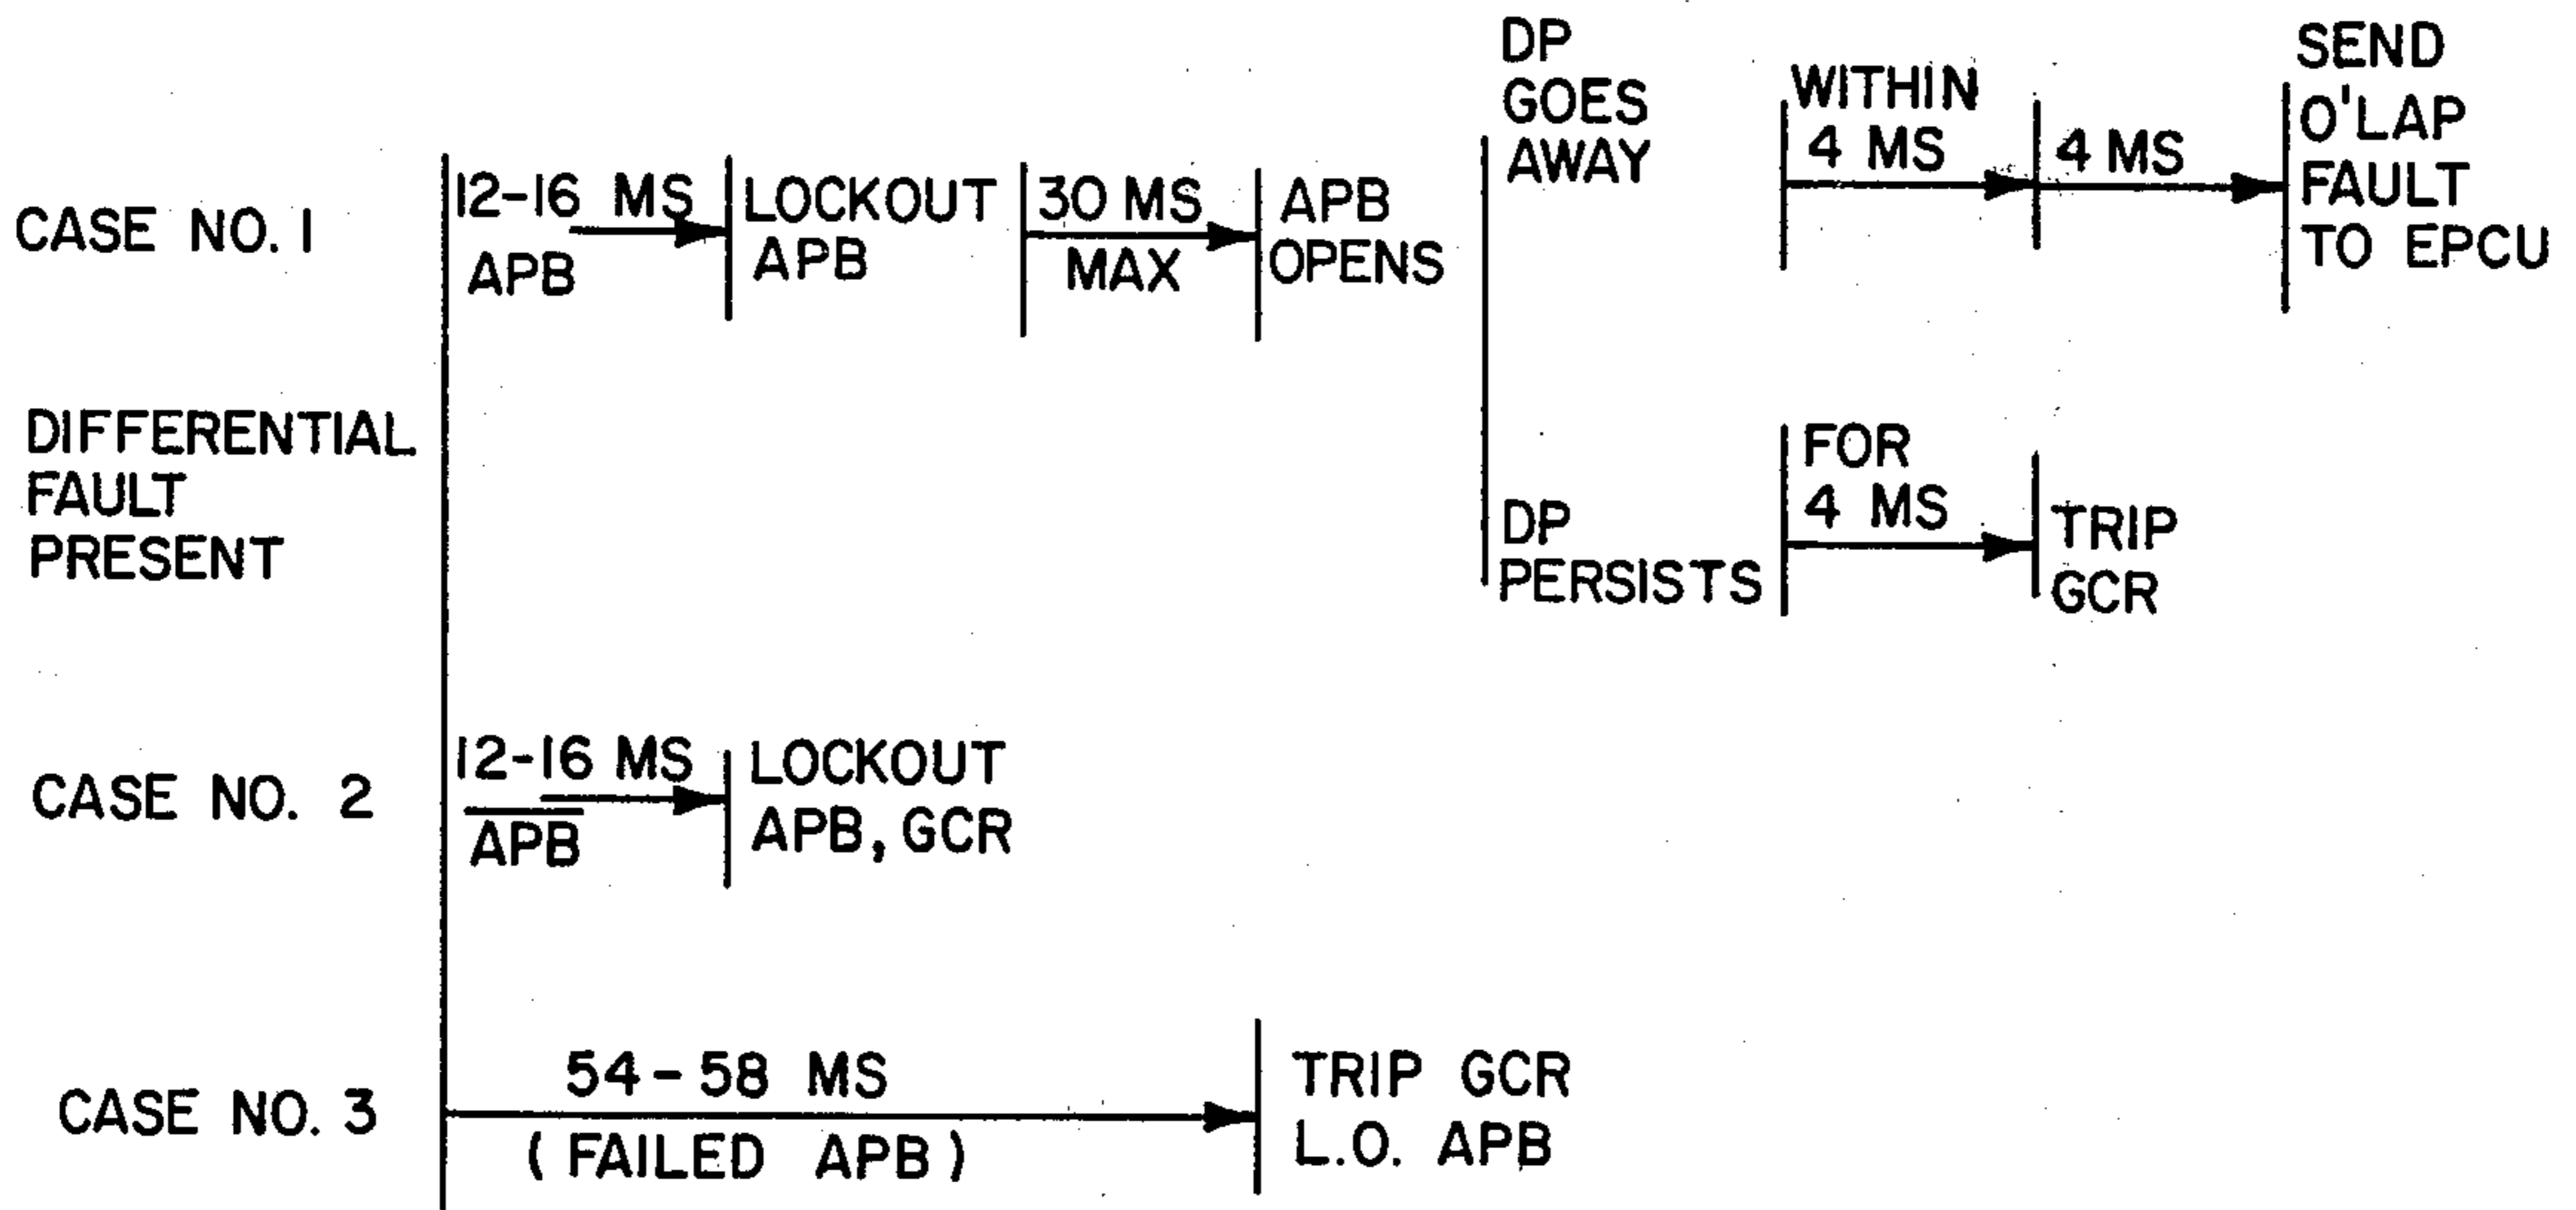 CASE NO. 1
12-16 MS
APB
LOCKOUT
APB
30 MS
MAX
APB
OPENS
DP
GOES
AWAY
WITHIN
4 MS
4 MS
SEND
O'LAP
FAULT
TO EPCU
DIFFERENTIAL
FAULT
PRESENT
DP
PERSISTS
FOR
4 MS
TRIP
GCR
CASE NO. 2
12-16 MS
A̅P̅B̅
LOCKOUT
APB, GCR
CASE NO. 3
54-58 MS
(FAILED APB)
TRIP GCR
L.O. APB